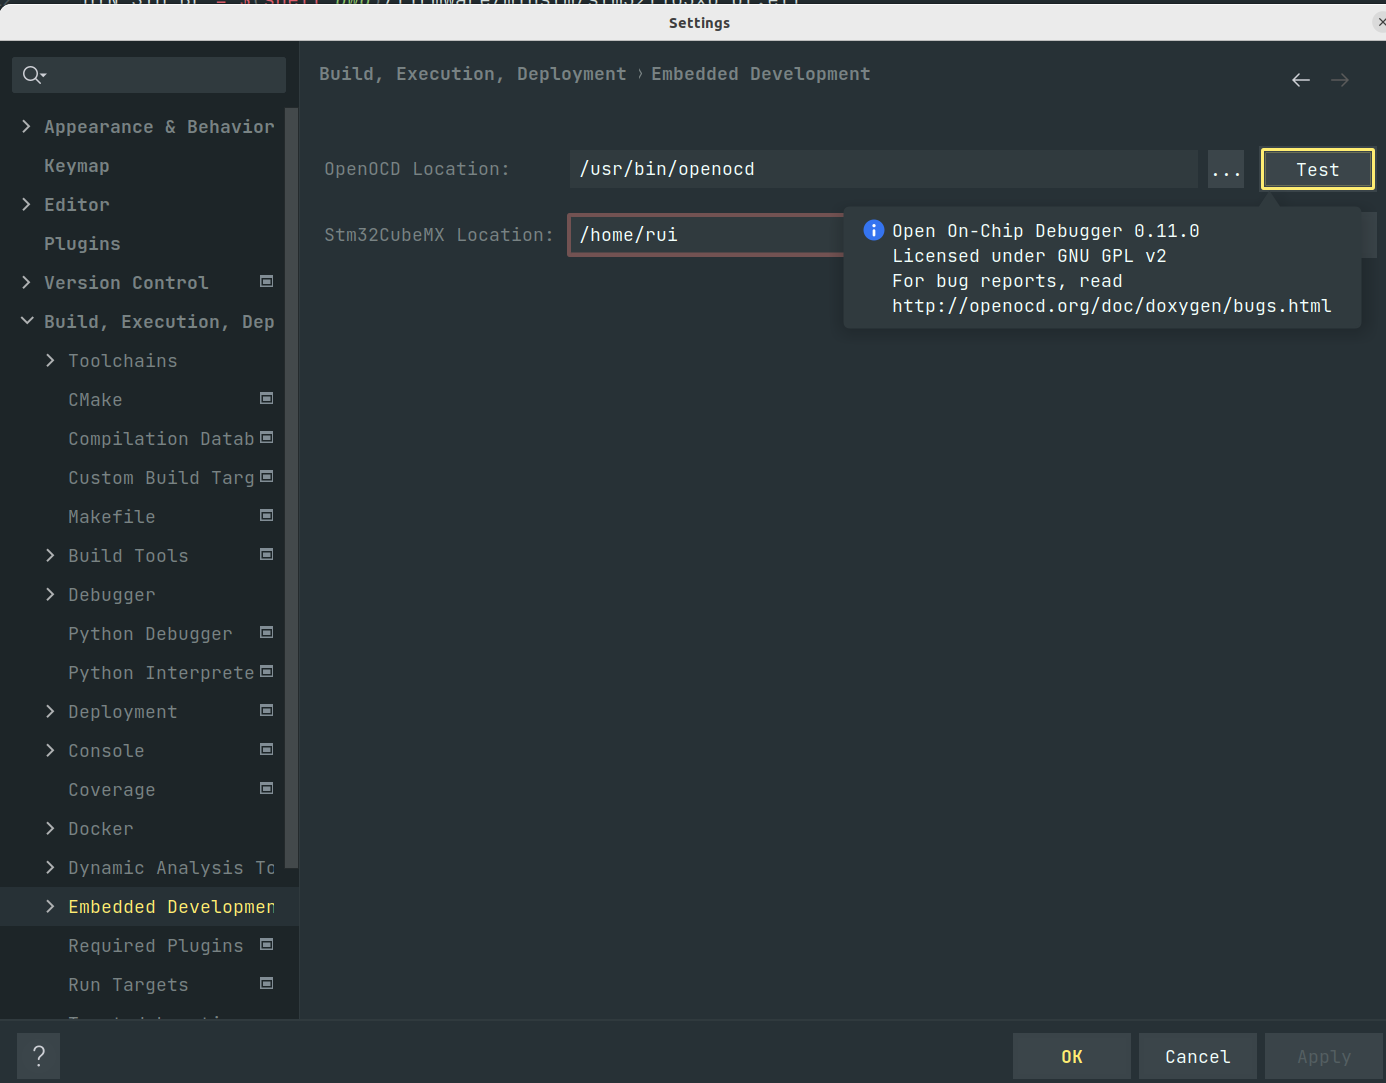 Settings
Build, Execution, Deployment › Embedded Development
Appearance & Behavior
Keymap
Editor
Plugins
Version Control
Build, Execution, Dep
Toolchains
CMake
Compilation Datab
Custom Build Targ
Makefile
Build Tools
Debugger
Python Debugger
Python Interprete
Deployment
Console
Coverage
Docker
Dynamic Analysis To
Embedded Developmen
Required Plugins
Run Targets
OpenOCD Location:
/usr/bin/openocd
...
Test
Stm32CubeMX Location:
/home/rui
Open On-Chip Debugger 0.11.0
Licensed under GNU GPL v2
For bug reports, read
http://openocd.org/doc/doxygen/bugs.html
?
OK
Cancel
Apply